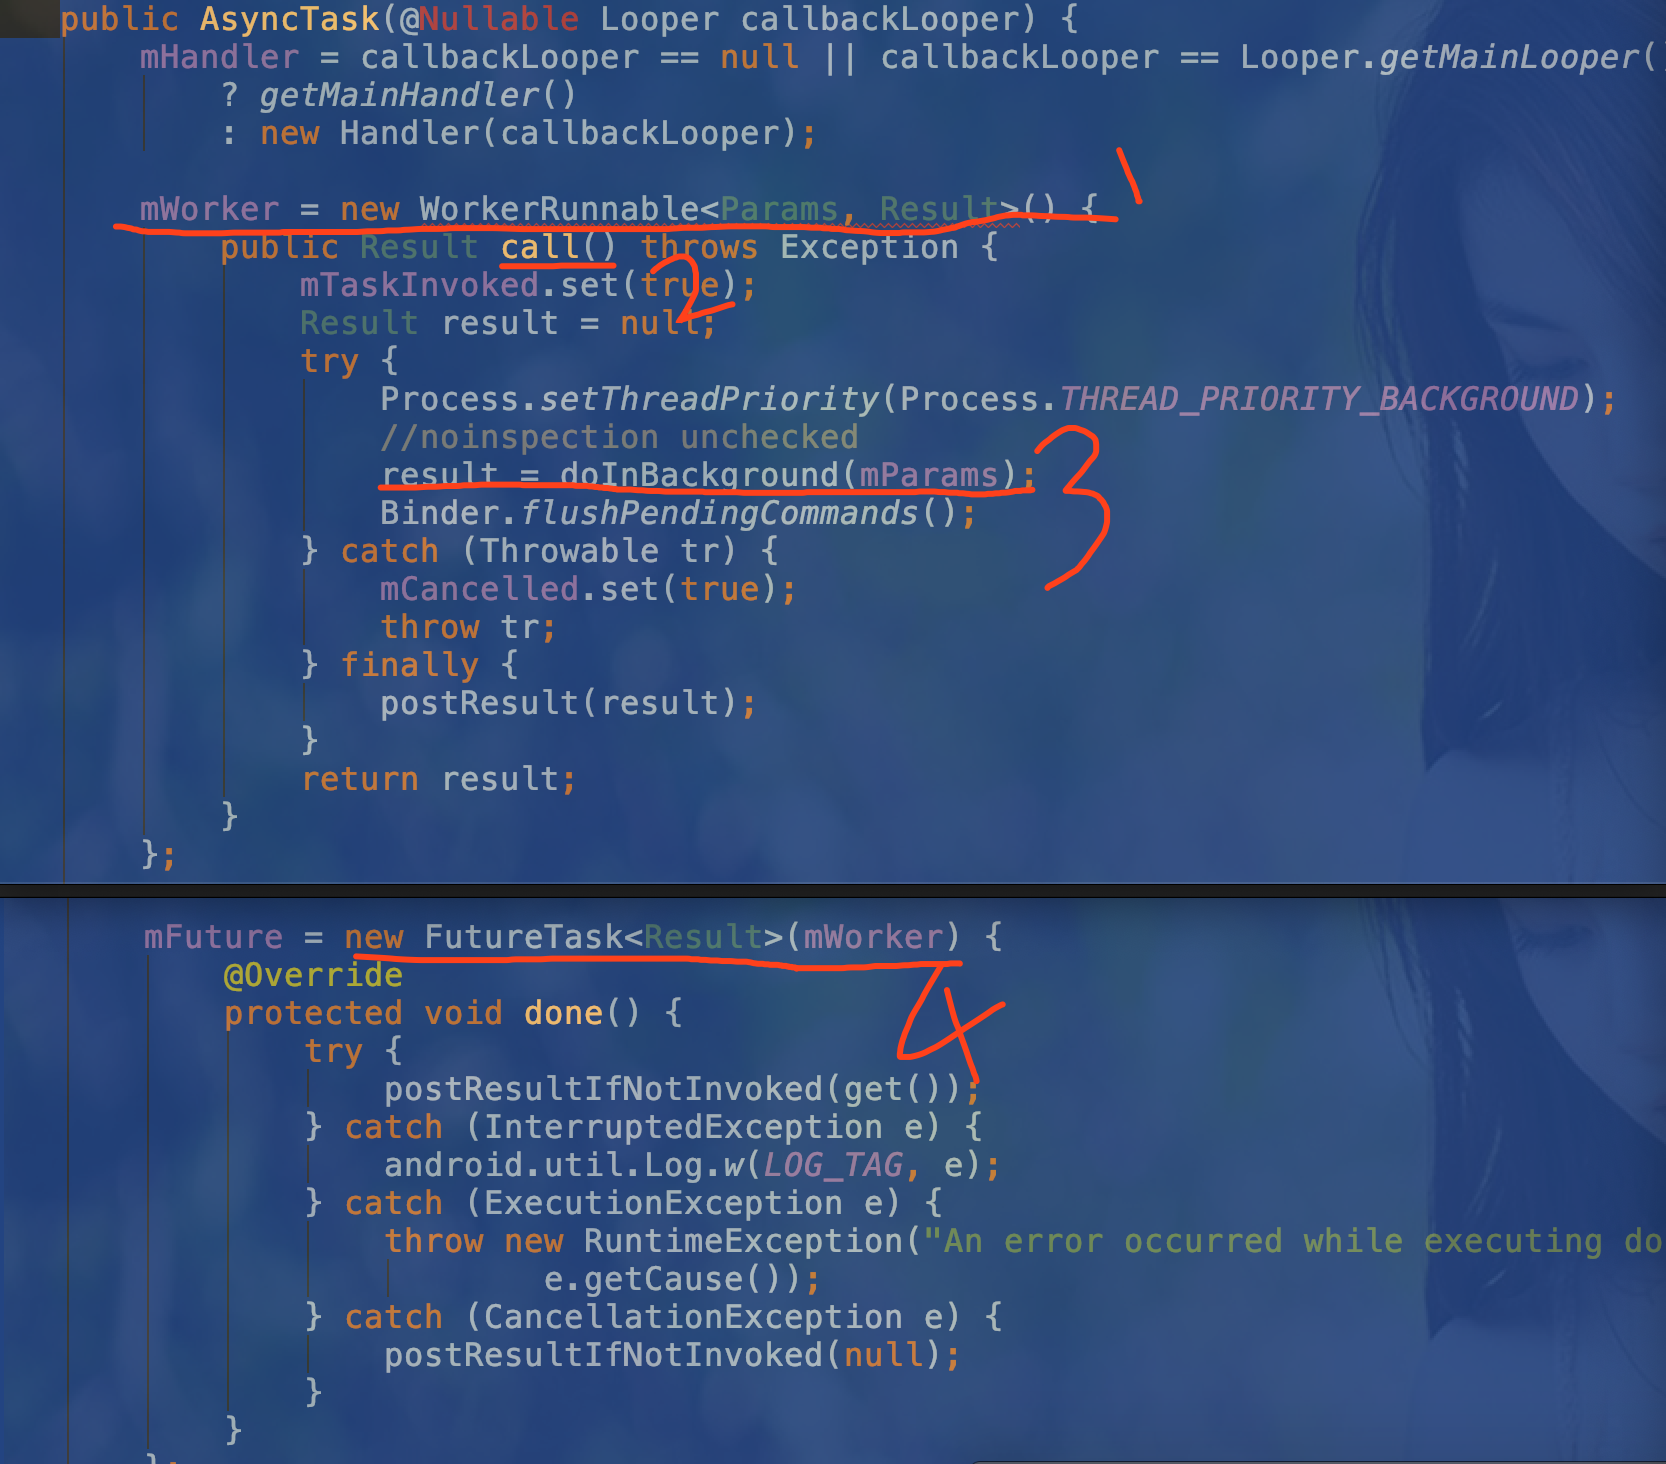 public AsyncTask(@Nullable Looper callbackLooper) {
mHandler = callbackLooper == null || callbackLooper == Looper.getMainLooper()
? getMainHandler()
: new Handler(callbackLooper);
1
mWorker = new WorkerRunnable<Params, Result>() {
public Result call() throws Exception {
2
mTaskInvoked.set(true);
Result result = null;
try {
Process.setThreadPriority(Process.THREAD_PRIORITY_BACKGROUND);
//noinspection unchecked
3
result = doInBackground(mParams);
Binder.flushPendingCommands();
} catch (Throwable tr) {
mCancelled.set(true);
throw tr;
} finally {
postResult(result);
}
return result;
}
};
mFuture = new FutureTask<Result>(mWorker) {
4
@Override
protected void done() {
try {
postResultIfNotInvoked(get());
} catch (InterruptedException e) {
android.util.Log.w(LOG_TAG, e);
} catch (ExecutionException e) {
throw new RuntimeException("An error occurred while executing do
e.getCause());
} catch (CancellationException e) {
postResultIfNotInvoked(null);
}
}
};